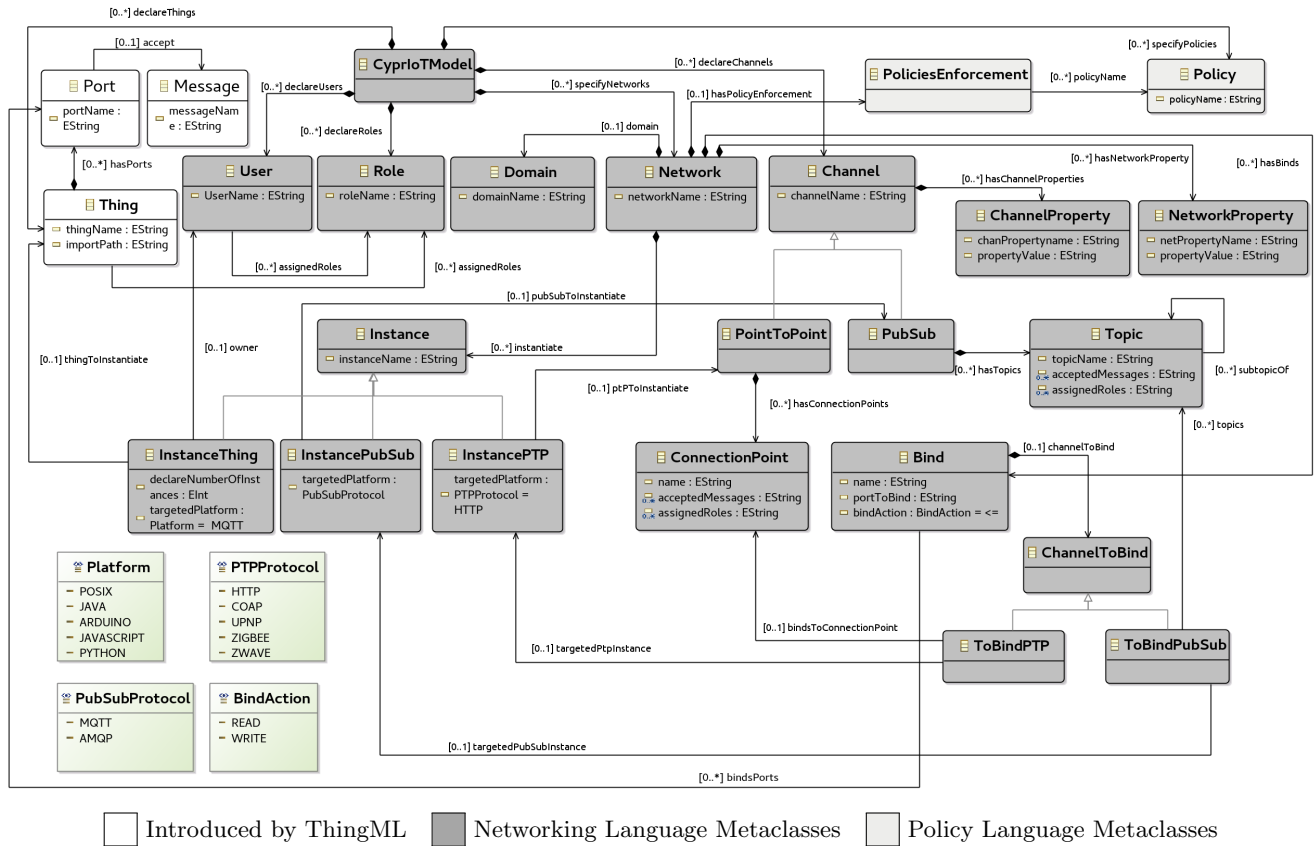 [0..*] declareThings
[0..1] accept
[0..*] specifyPolicies
CyprIoTModel
[0..*] declareChannels
Port
portName :
EString
Message
messageNam
e : EString
[0..*] declareUsers
[0..*] specifyNetworks
[0..1] hasPolicyEnforcement
PoliciesEnforcement
[0..*] policyName
Policy
policyName : EString
[0..*] declareRoles
[0..1] domain
[0..*] hasPorts
[0..*] hasNetworkProperty
[0..*] hasBinds
User
UserName : EString
Role
roleName : EString
Domain
domainName : EString
Network
networkName : EString
Channel
channelName : EString
[0..*] hasChannelProperties
Thing
thingName : EString
importPath : EString
ChannelProperty
chanPropertyname : EString
propertyValue : EString
NetworkProperty
netPropertyName : EString
propertyValue : EString
[0..*] assignedRoles
[0..*] assignedRoles
[0..1] pubSubToInstantiate
Instance
instanceName : EString
[0..1] owner
[0..*] instantiate
[0..1] thingToInstantiate
PointToPoint
PubSub
[0..*] hasTopics
Topic
topicName : EString
acceptedMessages : EString
assignedRoles : EString
[0..*] subtopicOf
[0..1] ptPToInstantiate
[0..*] hasConnectionPoints
[0..*] topics
InstanceThing
declareNumberOfInst
ances : EInt
targetedPlatform :
Platform = MQTT
InstancePubSub
targetedPlatform :
PubSubProtocol
InstancePTP
targetedPlatform :
PTPProtocol =
HTTP
ConnectionPoint
name : EString
acceptedMessages : EString
assignedRoles : EString
Bind
name : EString
portToBind : EString
bindAction : BindAction = <=
[0..1] channelToBind
ChannelToBind
Platform
POSIX
JAVA
ARDUINO
JAVASCRIPT
PYTHON
PTPProtocol
HTTP
COAP
UPNP
ZIGBEE
ZWAVE
[0..1] bindsToConnectionPoint
[0..1] targetedPtpInstance
ToBindPTP
ToBindPubSub
PubSubProtocol
MQTT
AMQP
BindAction
READ
WRITE
[0..1] targetedPubSubInstance
[0..*] bindsPorts
Introduced by ThingML
Networking Language Metaclasses
Policy Language Metaclasses